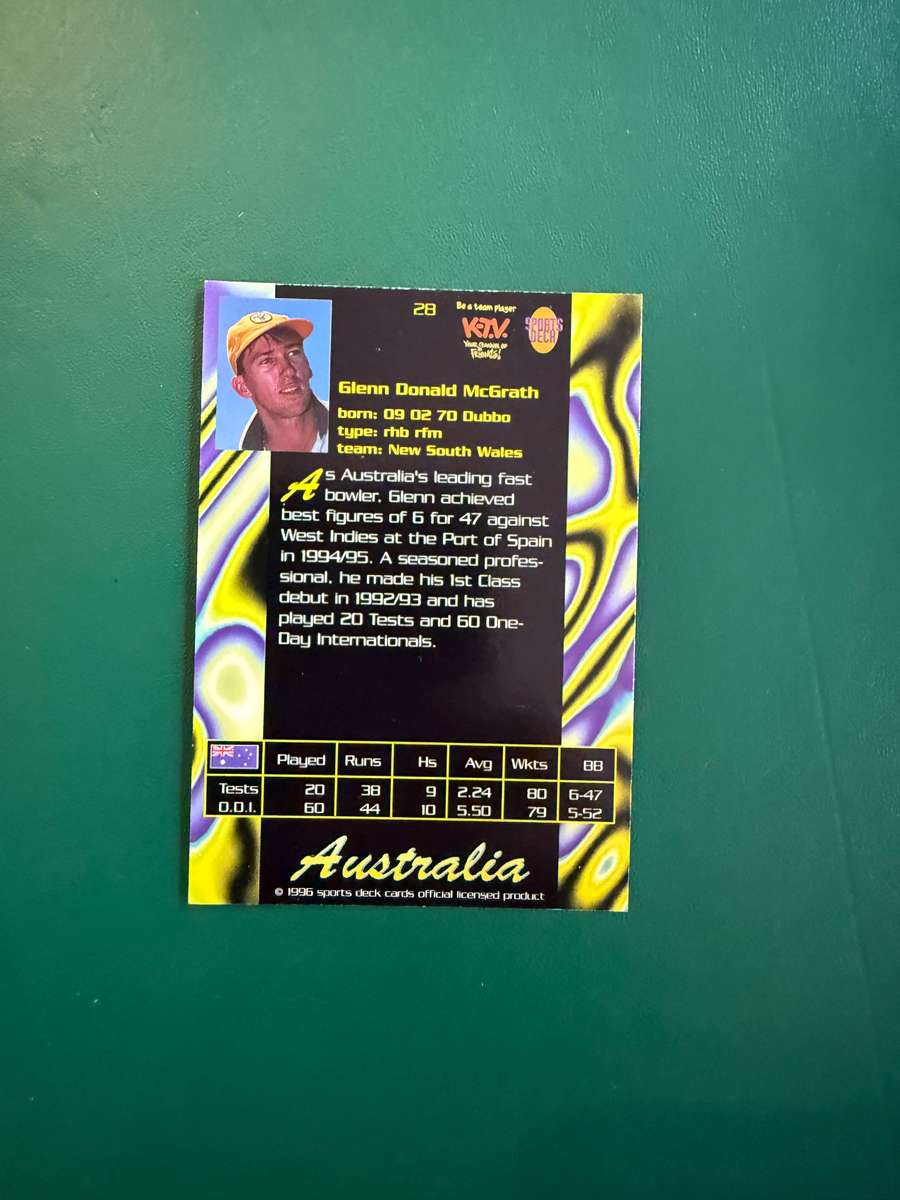 28
Be a team player
K-T.V.
YOUR CHANNEL OF
FRIENDS!
SPORTS
DECK
Glenn Donald McGrath
born: 09 02 70 Dubbo
type: rhb rfm
team: New South Wales
As Australia's leading fast
bowler, Glenn achieved
best figures of 6 for 47 against
West Indies at the Port of Spain
in 1994/95. A seasoned profes-
sional, he made his 1st Class
debut in 1992/93 and has
played 20 Tests and 60 One-
Day Internationals.
Played Runs Hs Avg Wkts BB
Tests 20 38 9 2.24 80 6-47
O.D.I. 60 44 10 5.50 79 5-52
Australia
© 1996 sports deck cards official licensed product